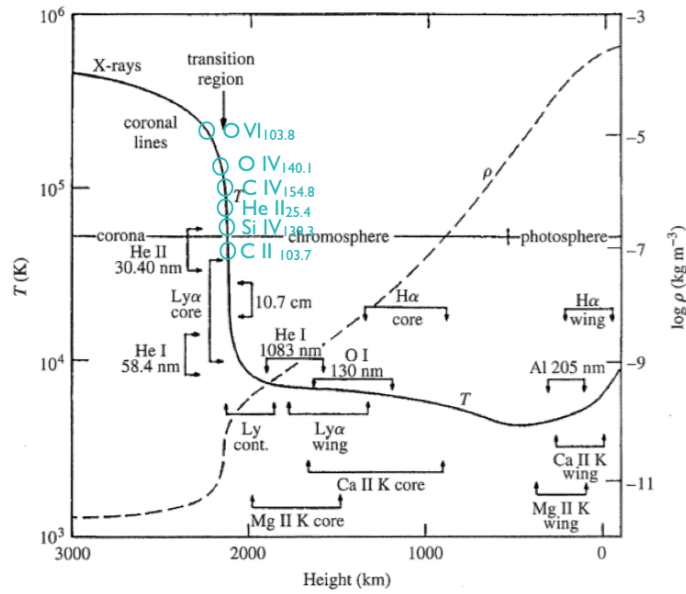 10⁶
10⁵
10⁴
10³
T (K)
3000
2000
1000
0
Height (km)
−3
−5
−7
−9
−11
log ρ (kg m⁻³)
X-rays
transition
region
coronal
lines
O VI103.8
O IV140.1
C IV154.8
T
He II25.4
Si IV139.3
C II 103.7
ρ
corona
chromosphere
photosphere
He II
30.40 nm
Lyα
core
10.7 cm
He I
58.4 nm
He I
1083 nm
O I
130 nm
Hα
core
Hα
wing
Al 205 nm
T
Ly
cont.
Lyα
wing
Ca II K core
Ca II K
wing
Mg II K core
Mg II K
wing